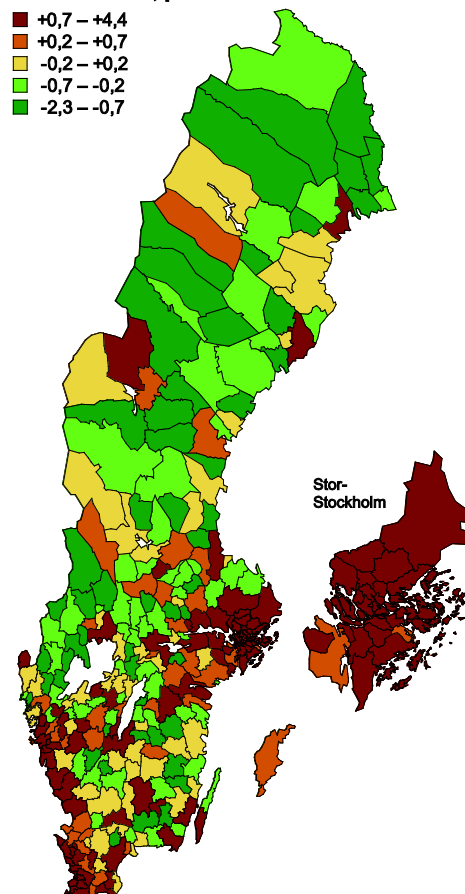 +0,7 – +4,4
+0,2 – +0,7
-0,2 – +0,2
-0,7 – -0,2
-2,3 – -0,7
Stor-
Stockholm